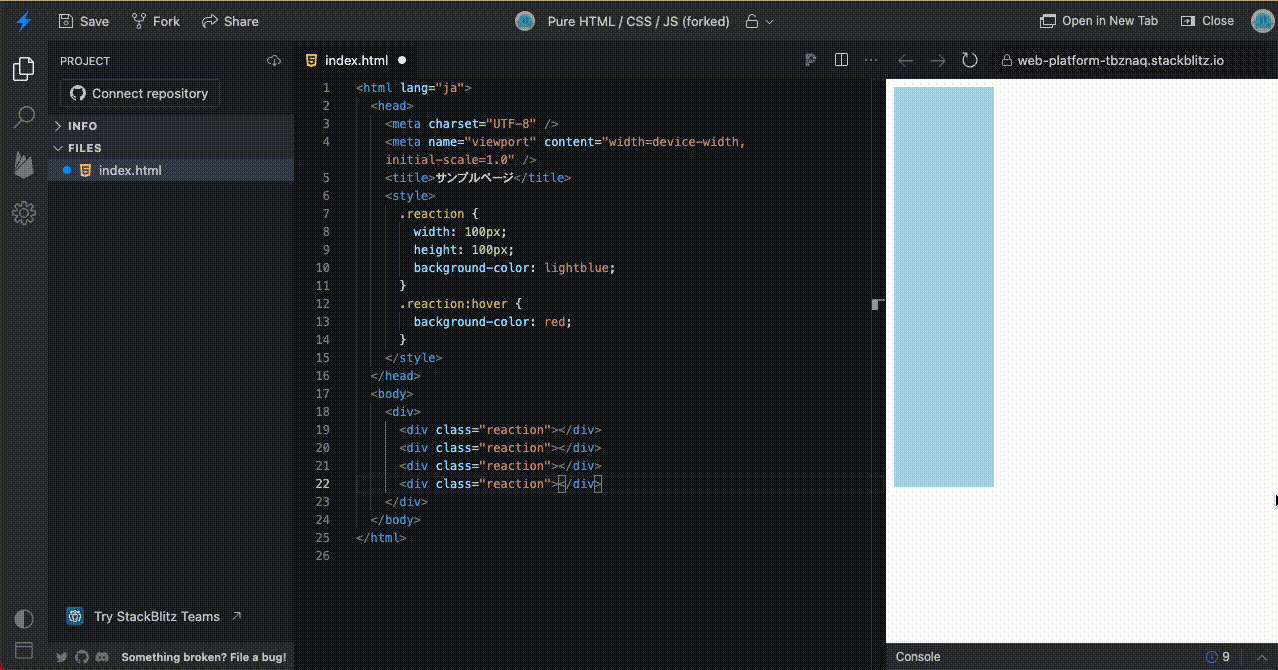 Save
Fork
Share
Pure HTML / CSS / JS (forked)
Open in New Tab
Close
PROJECT
Connect repository
INFO
FILES
index.html
index.html
web-platform-tbznaq.stackblitz.io
1 <html lang="ja">
2 <head>
3 <meta charset="UTF-8" />
4 <meta name="viewport" content="width=device-width,
initial-scale=1.0" />
5 <title>サンプルページ</title>
6 <style>
7 .reaction {
8 width: 100px;
9 height: 100px;
10 background-color: lightblue;
11 }
12 .reaction:hover {
13 background-color: red;
14 }
15 </style>
16 </head>
17 <body>
18 <div>
19 <div class="reaction"></div>
20 <div class="reaction"></div>
21 <div class="reaction"></div>
22 <div class="reaction"></div>
23 </div>
24 </body>
25 </html>
26
Try StackBlitz Teams
Something broken? File a bug!
Console
9